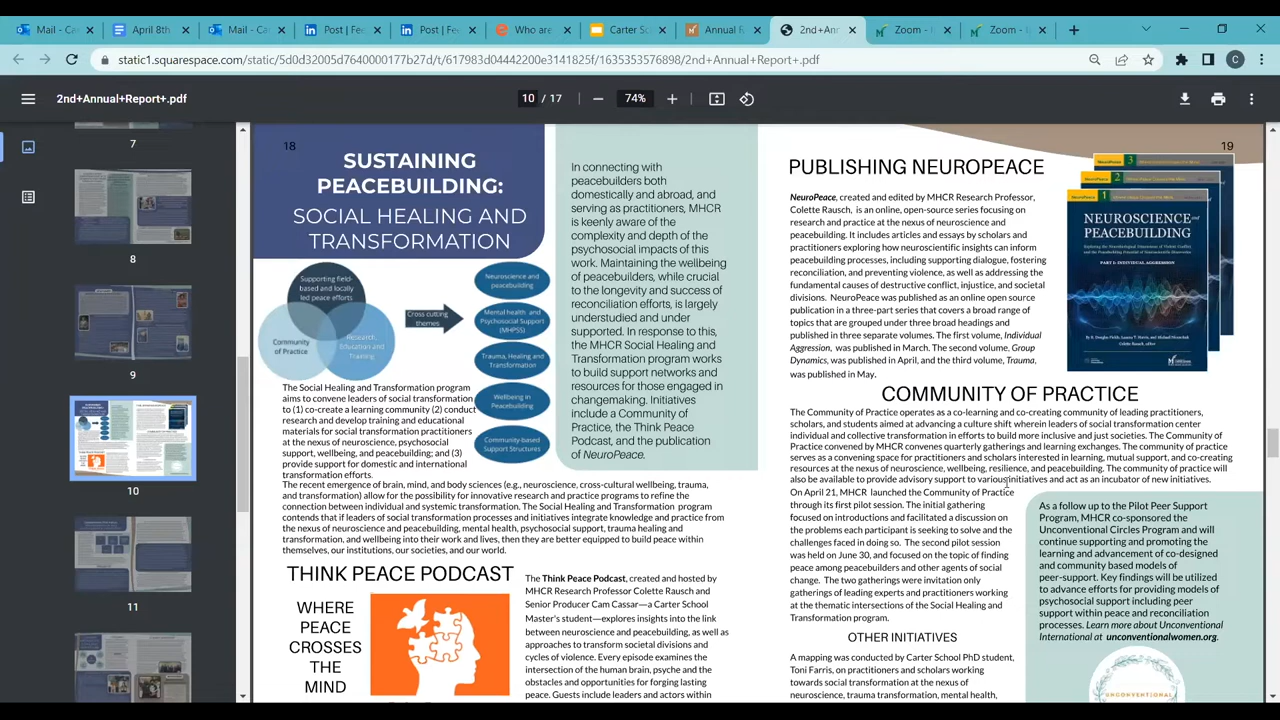 Mail - Ca
April 8th
Mail - Ca
Post | Fe
Post | Fe
Who are
Carter Sc
Annual R
2nd+Ann
Zoom -
Zoom -
static1.squarespace.com/static/5d0d32005d7640000177b27d/t/617983d04442200e3141825f/1635353576898/2nd+Annual+Report+.pdf
C
2nd+Annual+Report+.pdf
10 / 17
74%
7
8
9
10
11
18
SUSTAINING
PEACEBUILDING:
SOCIAL HEALING AND
TRANSFORMATION
Supporting field-
based and locally
led peace efforts
Community
of Practice
Research,
Education and
Training
Cross cutting
themes
Neuroscience and
peacebuilding
Mental health and
Psychosocial Support
(MHPSS)
Trauma, Healing and
Transformation
Wellbeing in
Peacebuilding
Community-based
Support Structures
The Social Healing and Transformation program
aims to convene leaders of social transformation
to (1) co-create a learning community (2) conduct
research and develop training and educational
materials for social transformation practitioners
at the nexus of neuroscience, psychosocial
support, wellbeing, and peacebuilding; and (3)
provide support for domestic and international
transformation efforts.
The recent emergence of brain, mind, and body sciences (e.g., neuroscience, cross-cultural wellbeing, trauma,
and transformation) allow for the possibility for innovative research and practice programs to refine the
connection between individual and systemic transformation. The Social Healing and Transformation program
contends that if leaders of social transformation processes and initiatives integrate knowledge and practice from
the nexus of neuroscience and peacebuilding, mental health, psychosocial support, trauma healing and
transformation, and wellbeing into their work and lives, then they are better equipped to build peace within
themselves, our institutions, our societies, and our world.
THINK PEACE PODCAST
WHERE
PEACE
CROSSES
THE
MIND
The Think Peace Podcast, created and hosted by
MHCR Research Professor Colette Rausch and
Senior Producer Cam Cassar—a Carter School
Master's student—explores insights into the link
between neuroscience and peacebuilding, as well as
approaches to transform societal divisions and
cycles of violence. Every episode examines the
intersection of the human brain, psyche and the
obstacles and opportunities for forging lasting
peace. Guests include leaders and actors within
In connecting with
peacebuilders both
domestically and abroad, and
serving as practitioners, MHCR
is keenly aware of the
complexity and depth of the
psychosocial impacts of this
work. Maintaining the wellbeing
of peacebuilders, while crucial
to the longevity and success of
reconciliation efforts, is largely
understudied and under
supported. In response to this,
the MHCR Social Healing and
Transformation program works
to build support networks and
resources for those engaged in
changemaking. Initiatives
include a Community of
Practice, the Think Peace
Podcast, and the publication
of NeuroPeace.
19
PUBLISHING NEUROPEACE
NeuroPeace, created and edited by MHCR Research Professor,
Colette Rausch, is an online, open-source series focusing on
research and practice at the nexus of neuroscience and
peacebuilding. It includes articles and essays by scholars and
practitioners exploring how neuroscientific insights can inform
peacebuilding processes, including supporting dialogue, fostering
reconciliation, and preventing violence, as well as addressing the
fundamental causes of destructive conflict, injustice, and societal
divisions. NeuroPeace was published as an online open source
publication in a three-part series that covers a broad range of
topics that are grouped under three broad headings and
published in three separate volumes. The first volume, Individual
Aggression, was published in March. The second volume, Group
Dynamics, was published in April, and the third volume, Trauma,
was published in May.
NeuroPeace 3
NeuroPeace 2
NeuroPeace 1
NEUROSCIENCE and
PEACEBUILDING
PART I: INDIVIDUAL AGGRESSION
COMMUNITY OF PRACTICE
The Community of Practice operates as a co-learning and co-creating community of leading practitioners,
scholars, and students aimed at advancing a culture shift wherein leaders of social transformation center
individual and collective transformation in efforts to build more inclusive and just societies. The Community of
Practice convened by MHCR convenes quarterly gatherings and learning exchanges. The community of practice
serves as a convening space for practitioners and scholars interested in learning, mutual support, and co-creating
resources at the nexus of neuroscience, wellbeing, resilience, and peacebuilding. The community of practice will
also be available to provide advisory support to various initiatives and act as an incubator of new initiatives.
On April 21, MHCR launched the Community of Practice
through its first pilot session. The initial gathering
focused on introductions and facilitated a discussion on
the problems each participant is seeking to solve and the
challenges faced in doing so. The second pilot session
was held on June 30, and focused on the topic of finding
peace among peacebuilders and other agents of social
change. The two gatherings were invitation only
gatherings of leading experts and practitioners working
at the thematic intersections of the Social Healing and
Transformation program.
OTHER INITIATIVES
A mapping was conducted by Carter School PhD student,
Toni Farris, on practitioners and scholars working
towards social transformation at the nexus of
neuroscience, trauma transformation, mental health,
As a follow up to the Pilot Peer Support
Program, MHCR co-sponsored the
Unconventional Circles Program and will
continue supporting and promoting the
learning and advancement of co-designed
and community based models of
peer-support. Key findings will be utilized
to advance efforts for providing models of
psychosocial support including peer
support within peace and reconciliation
processes. Learn more about Unconventional
International at unconventionalwomen.org.
UNCONVENTIONAL